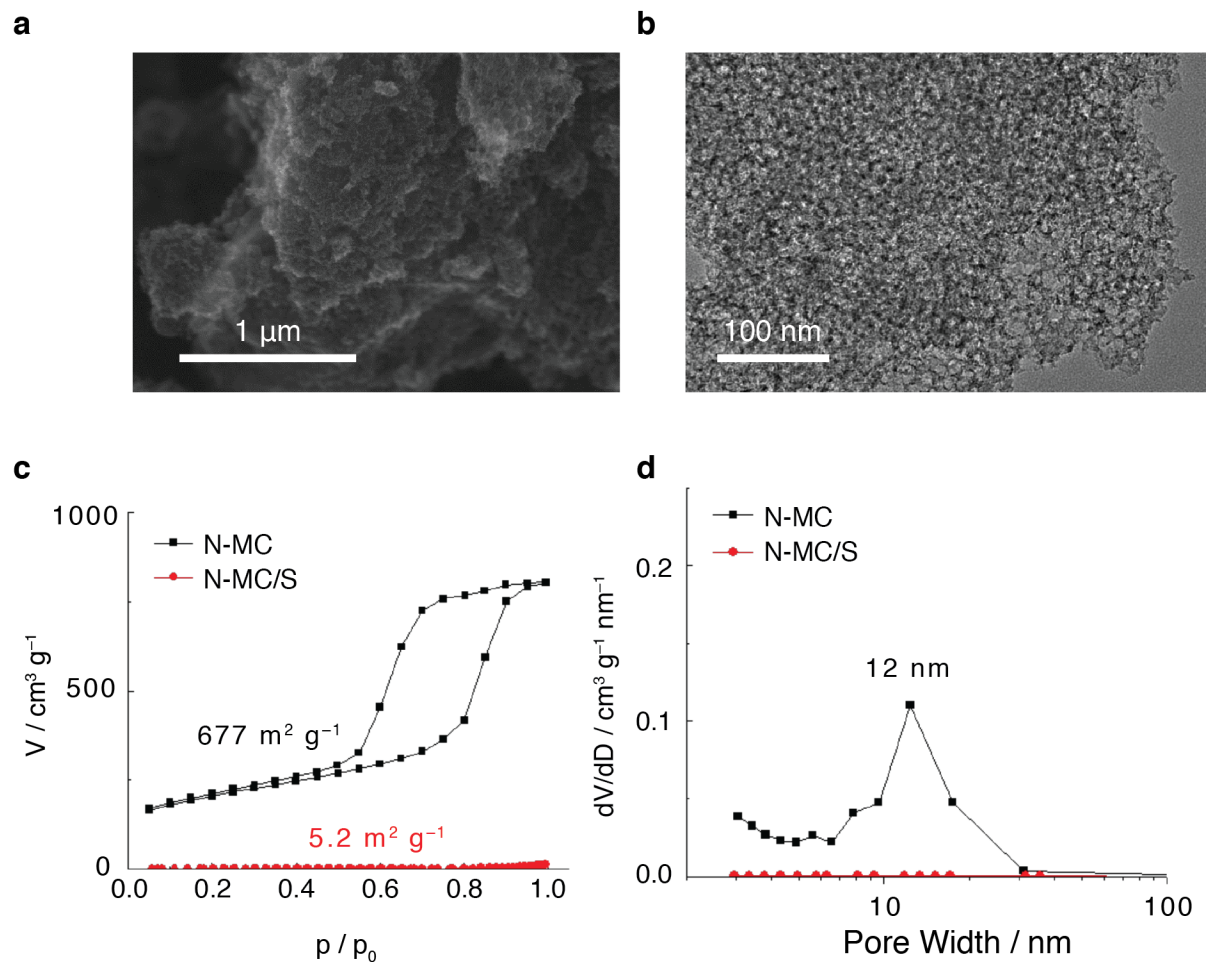 a
b
1 μm
100 nm
c
d
1000
500
0
V / cm³ g⁻¹
N-MC
N-MC/S
677 m² g⁻¹
5.2 m² g⁻¹
0.0
0.2
0.4
0.6
0.8
1.0
p / p₀
0.2
0.1
0.0
dV/dD / cm³ g⁻¹ nm⁻¹
N-MC
N-MC/S
12 nm
10
100
Pore Width / nm